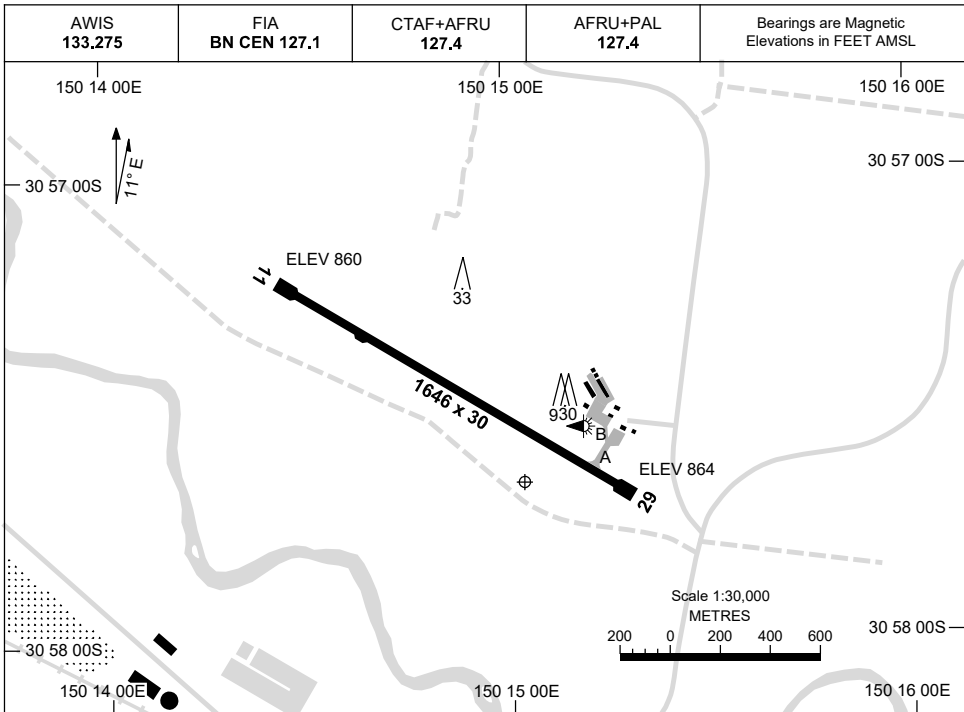 AWIS
133.275
FIA
BN CEN 127.1
CTAF+AFRU
127.4
AFRU+PAL
127.4
Bearings are Magnetic
Elevations in FEET AMSL
150 14 00E
150 15 00E
150 16 00E
30 57 00S
11° E
30 57 00S
11
ELEV 860
33
1646 x 30
930
B
A
ELEV 864
29
Scale 1:30,000
METRES
200 0 200 400 600
30 58 00S
30 58 00S
150 14 00E
150 15 00E
150 16 00E